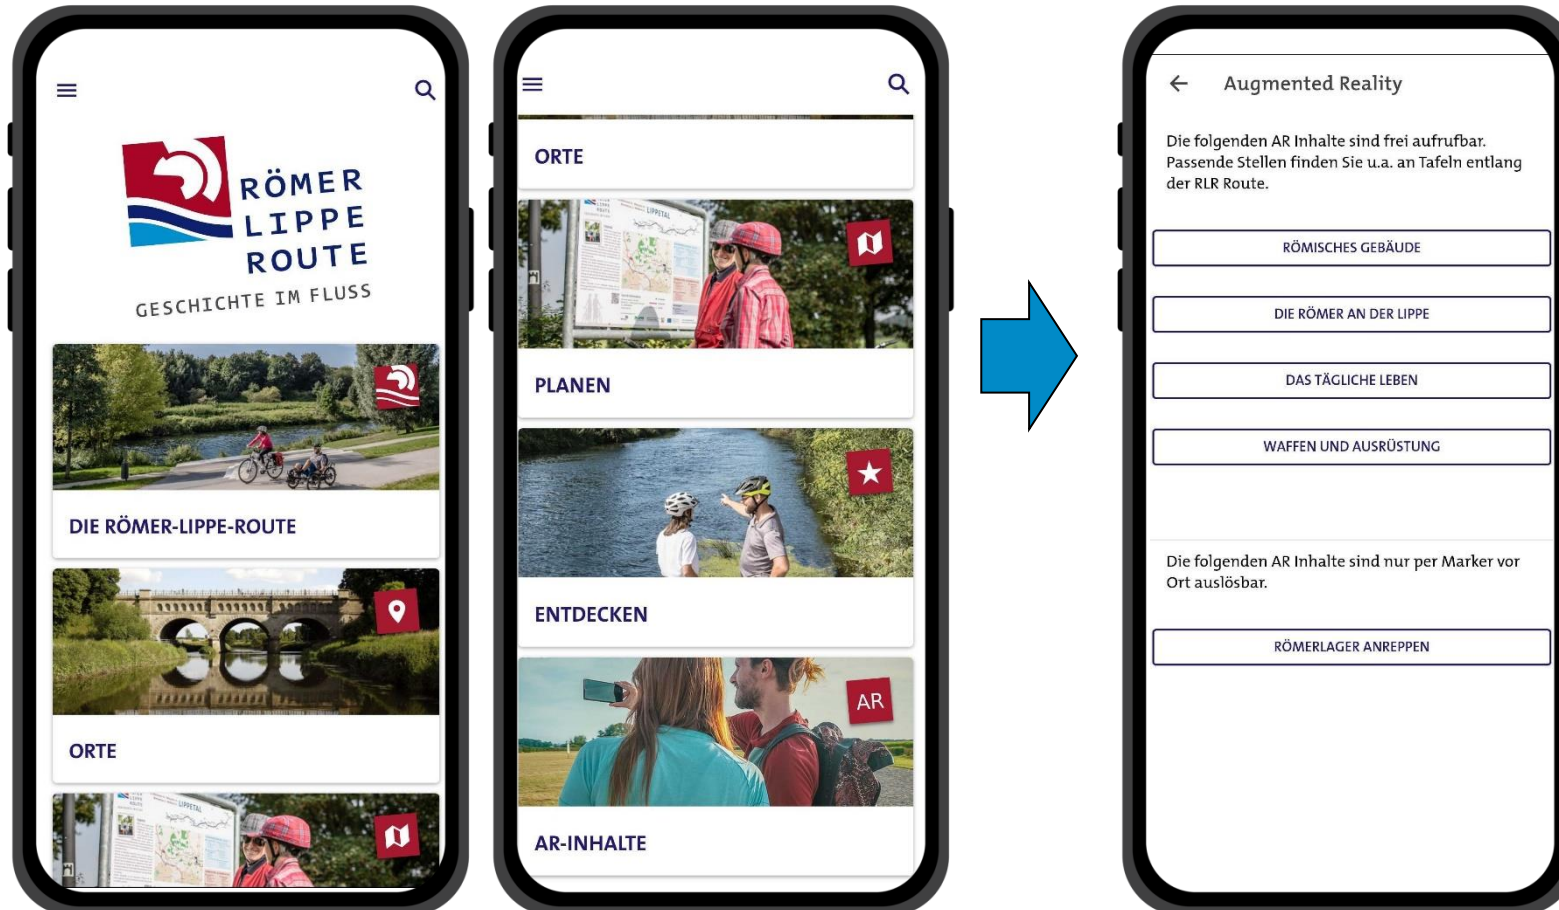 RÖMER
LIPPE
ROUTE
GESCHICHTE IM FLUSS
DIE RÖMER-LIPPE-ROUTE
ORTE
LIPPETAL
ORTE
LIPPETAL
PLANEN
ENTDECKEN
AR
AR-INHALTE
Augmented Reality
Die folgenden AR Inhalte sind frei aufrufbar.
Passende Stellen finden Sie u.a. an Tafeln entlang
der RLR Route.
RÖMISCHES GEBÄUDE
DIE RÖMER AN DER LIPPE
DAS TÄGLICHE LEBEN
WAFFEN UND AUSRÜSTUNG
Die folgenden AR Inhalte sind nur per Marker vor
Ort auslösbar.
RÖMERLAGER ANREPPEN